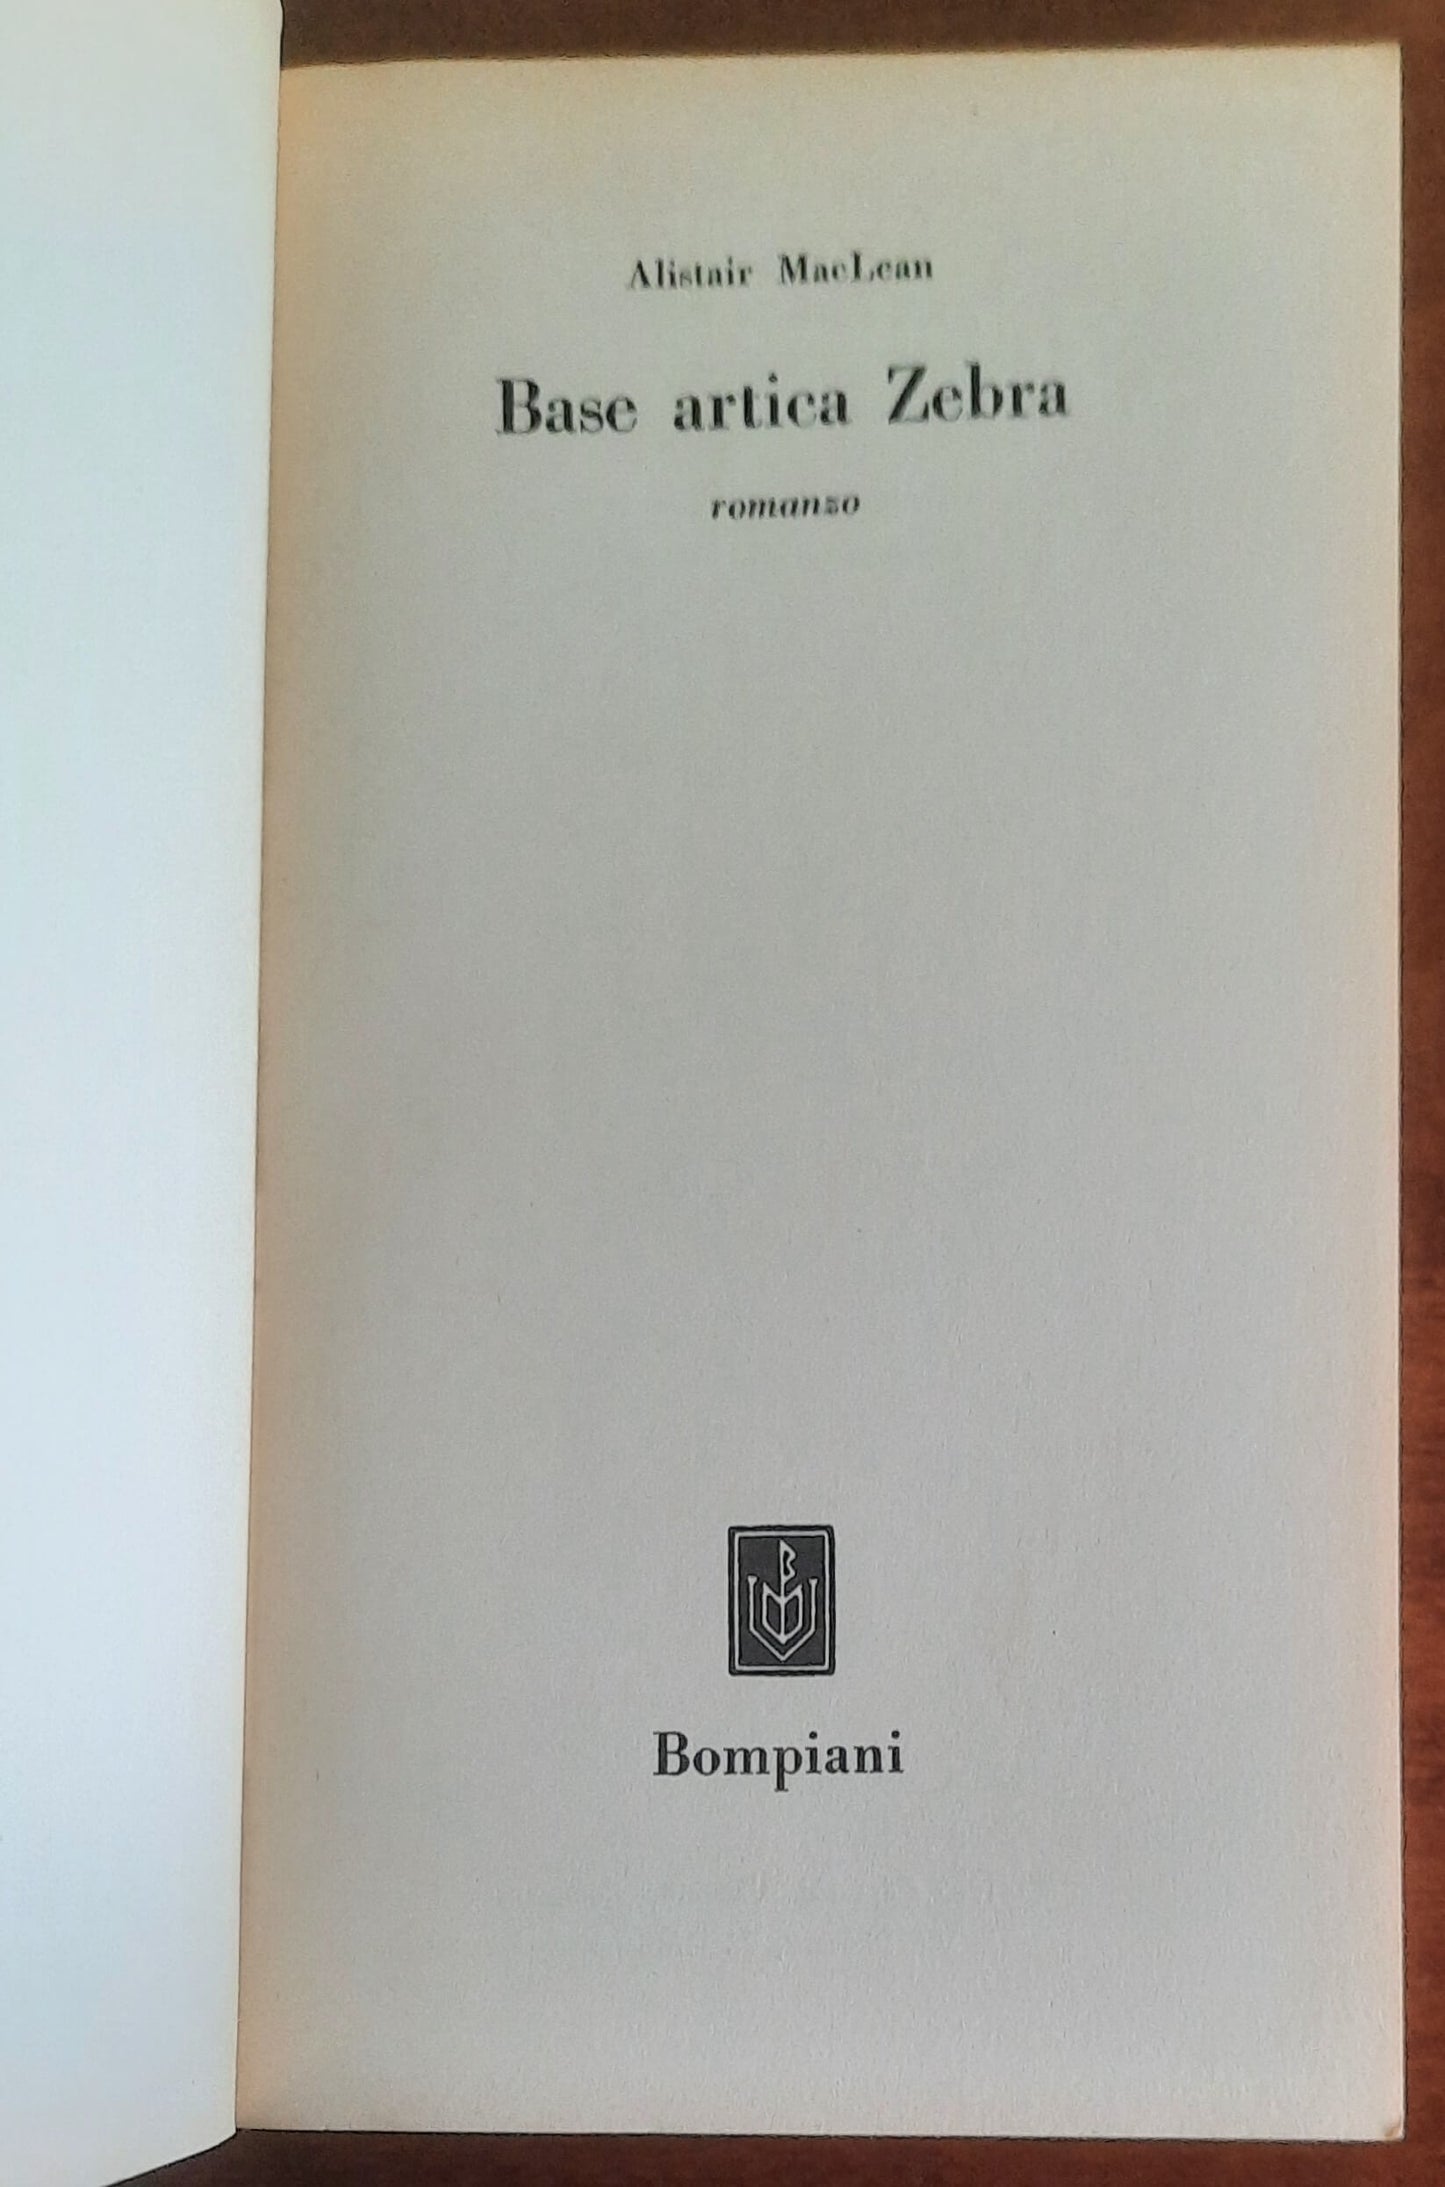 Alistair MacLean
Base artica Zebra
romanzo
B
Bompiani